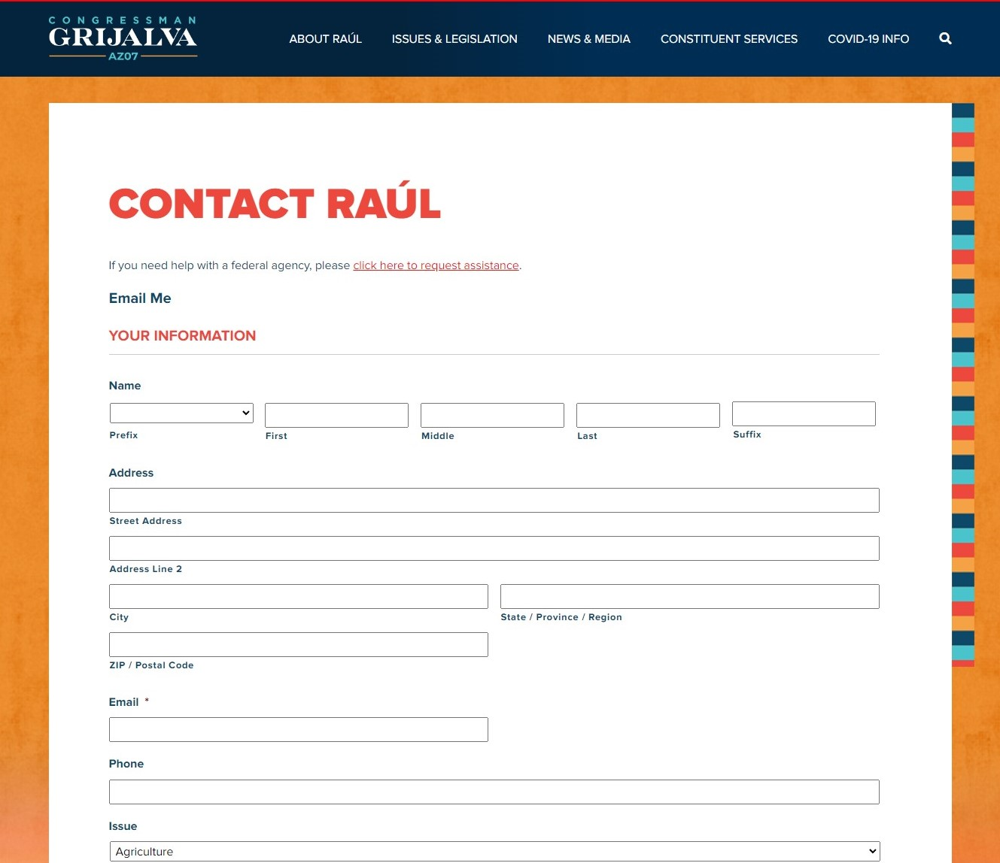 CONGRESSMAN
GRIJALVA
AZ07
ABOUT RAÚL ISSUES & LEGISLATION NEWS & MEDIA CONSTITUENT SERVICES COVID-19 INFO
CONTACT RAÚL
If you need help with a federal agency, please click here to request assistance.
Email Me
YOUR INFORMATION
Name
Prefix First Middle Last Suffix
Address
Street Address
Address Line 2
City State / Province / Region
ZIP / Postal Code
Email *
Phone
Issue
Agriculture